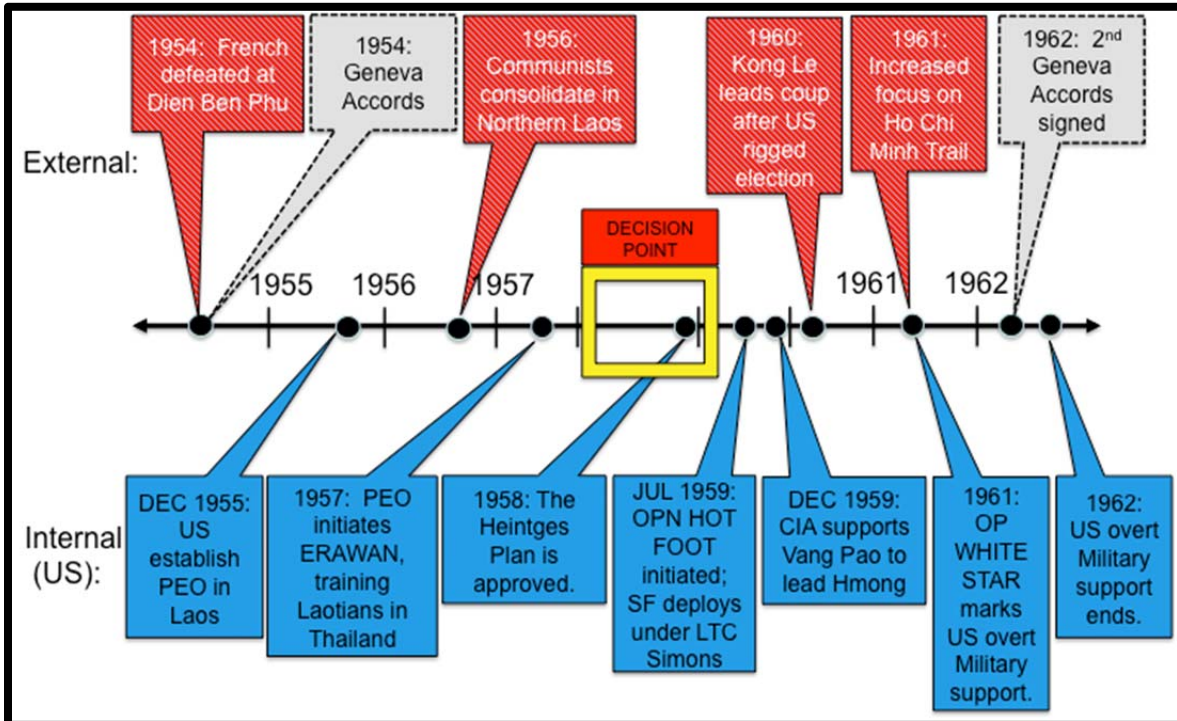 1954: French
defeated at
Dien Ben Phu
1954:
Geneva
Accords
1956:
Communists
consolidate in
Northern Laos
1960:
Kong Le
leads coup
after US
rigged
election
1961:
Increased
focus on
Ho Chi
Minh Trail
1962: 2nd
Geneva
Accords
signed
External:
DECISION
POINT
1955
1956
1957
1961
1962
Internal
(US):
DEC 1955:
US
establish
PEO in
Laos
1957: PEO
initiates
ERAWAN,
training
Laotians in
Thailand
1958: The
Heintges
Plan is
approved.
JUL 1959:
OPN HOT
FOOT
initiated;
SF deploys
under LTC
Simons
DEC 1959:
CIA supports
Vang Pao to
lead Hmong
1961:
OP
WHITE
STAR
marks
US overt
Military
support.
1962:
US overt
Military
support
ends.